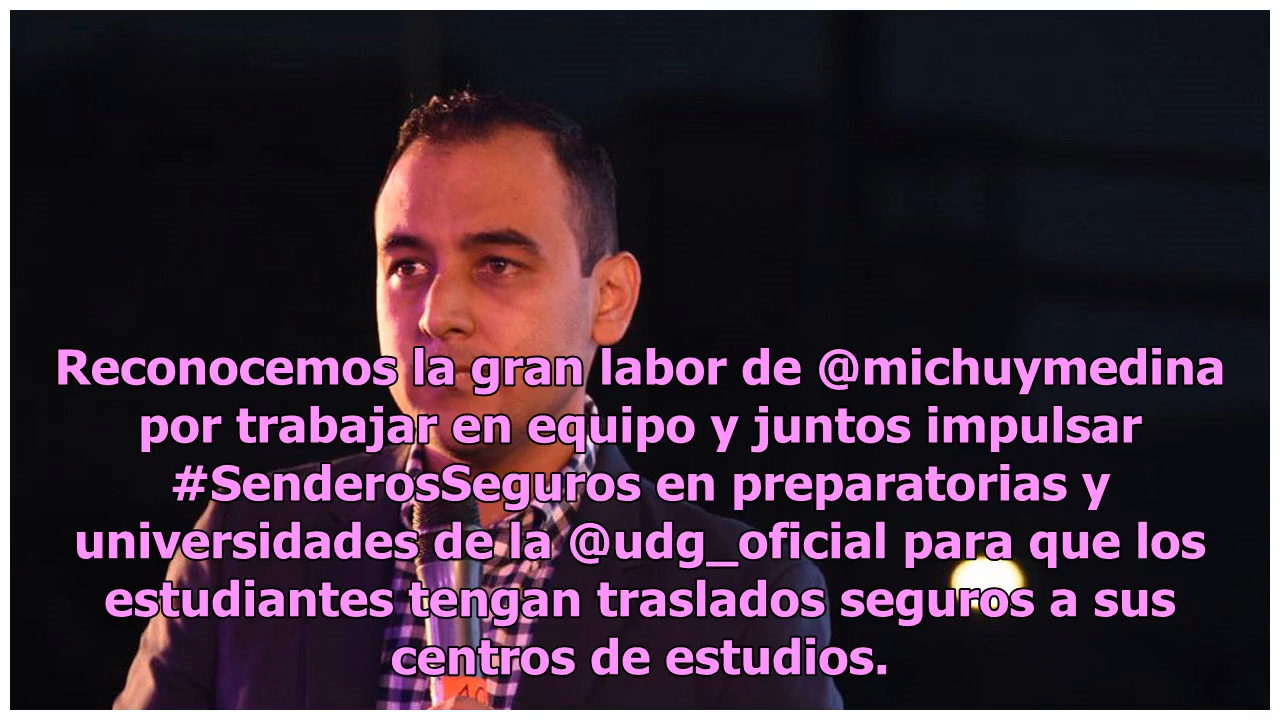 Reconocemos la gran labor de @michuymedina
por trabajar en equipo y juntos impulsar
#SenderosSeguros en preparatorias y
universidades de la @udg_oficial para que los
estudiantes tengan traslados seguros a sus
centros de estudios.